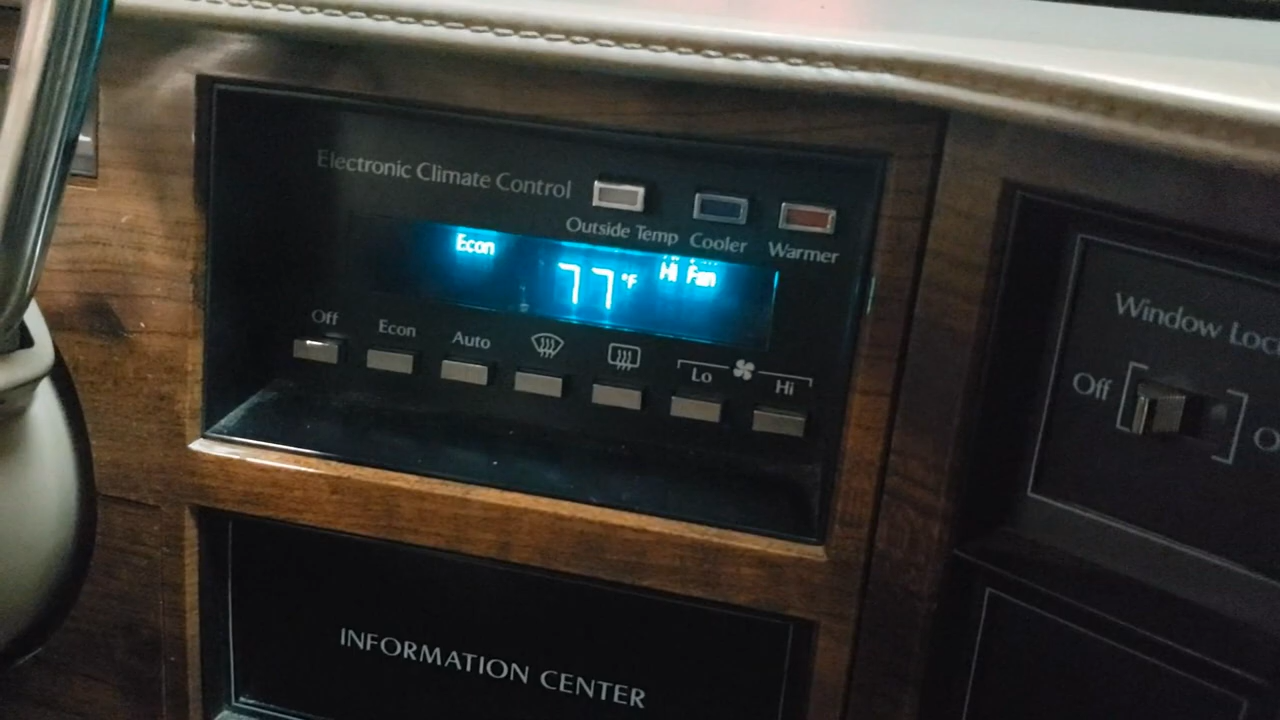 Electronic Climate Control
Outside Temp Cooler Warmer
Econ 77°F Hi Fan
Off Econ Auto Lo Hi
Window Loc
Off
INFORMATION CENTER